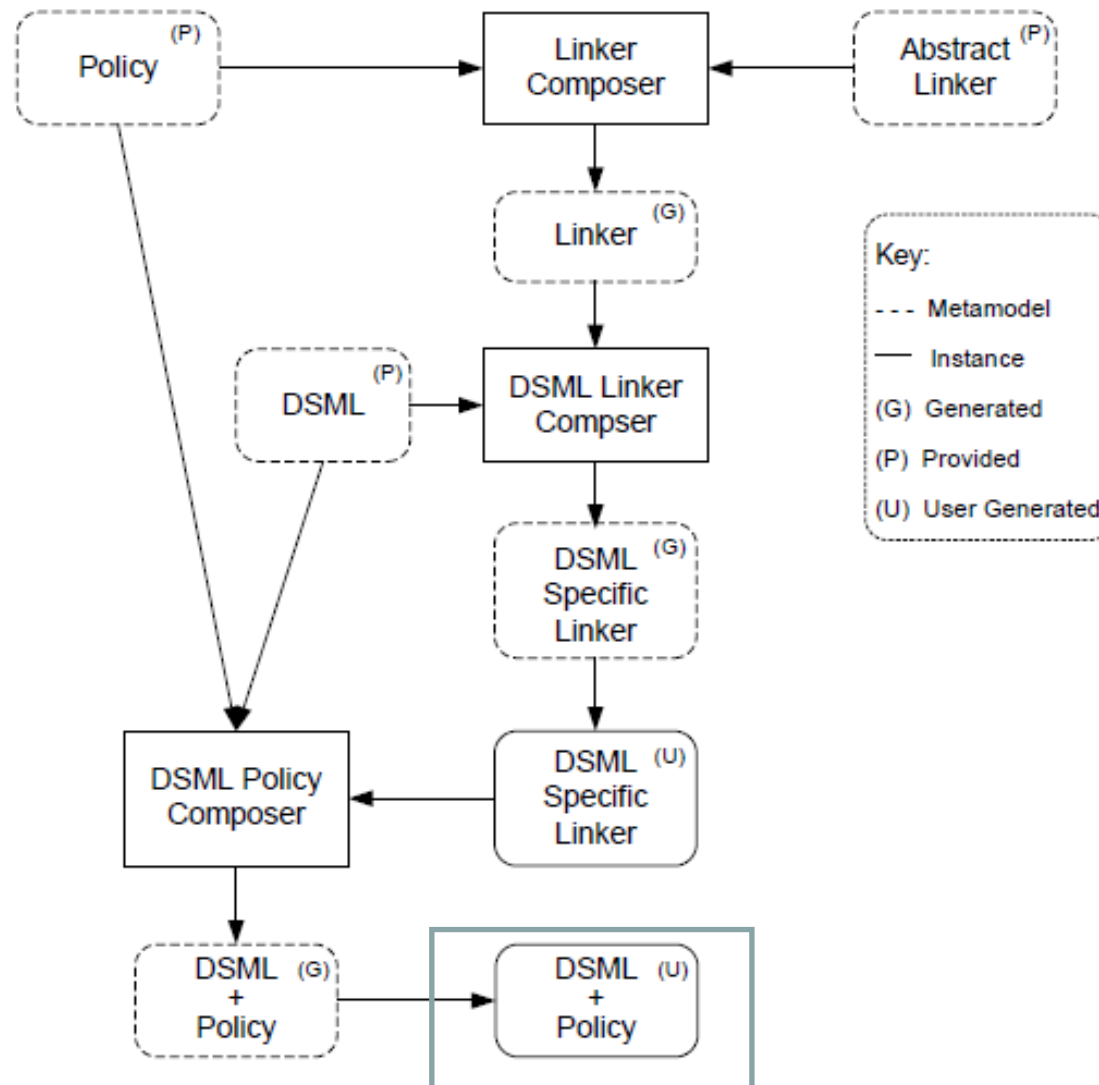 Policy
(P)
Linker
Composer
Abstract
Linker
(P)
Linker
(G)
Key:
- - - Metamodel
— Instance
(G) Generated
(P) Provided
(U) User Generated
DSML
(P)
DSML Linker
Compser
DSML
Specific
Linker
(G)
DSML Policy
Composer
DSML
Specific
Linker
(U)
DSML
+
Policy
(G)
DSML
+
Policy
(U)